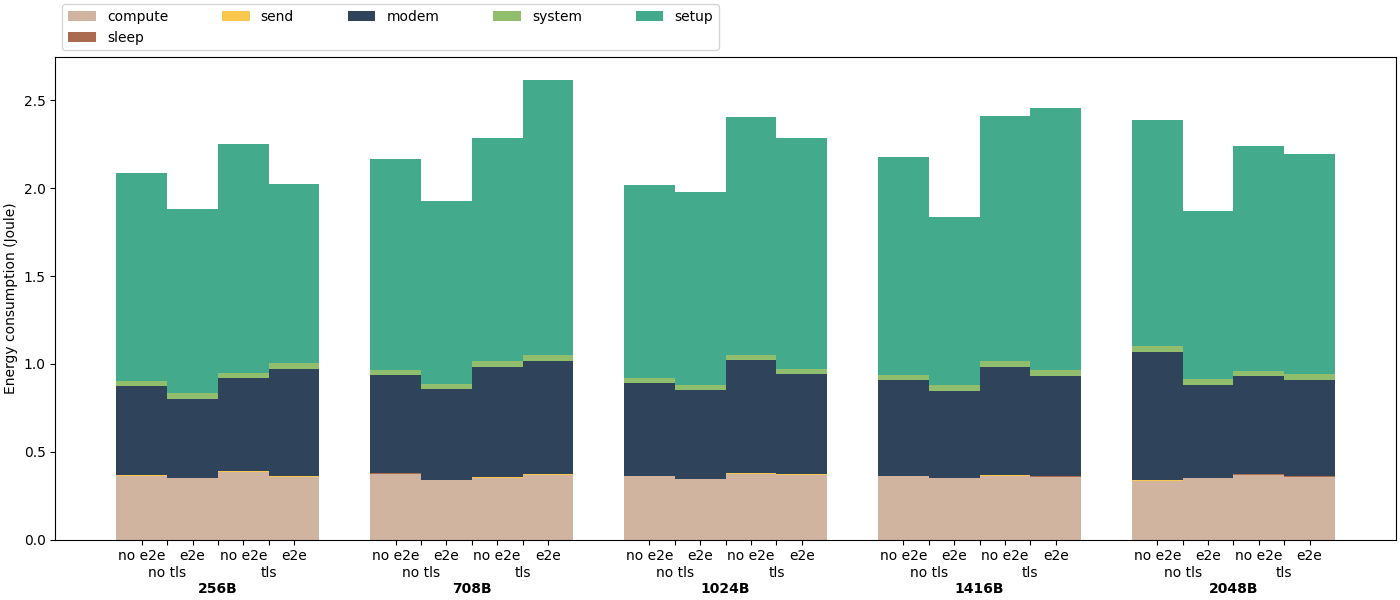 compute send modem system setup
sleep
Energy consumption (Joule)
2.5
2.0
1.5
1.0
0.5
0.0
no e2e e2e no e2e e2e no e2e e2e no e2e e2e no e2e e2e no e2e e2e no e2e e2e no e2e e2e no e2e e2e no e2e e2e
no tls tls no tls tls no tls tls no tls tls no tls tls
256B 708B 1024B 1416B 2048B